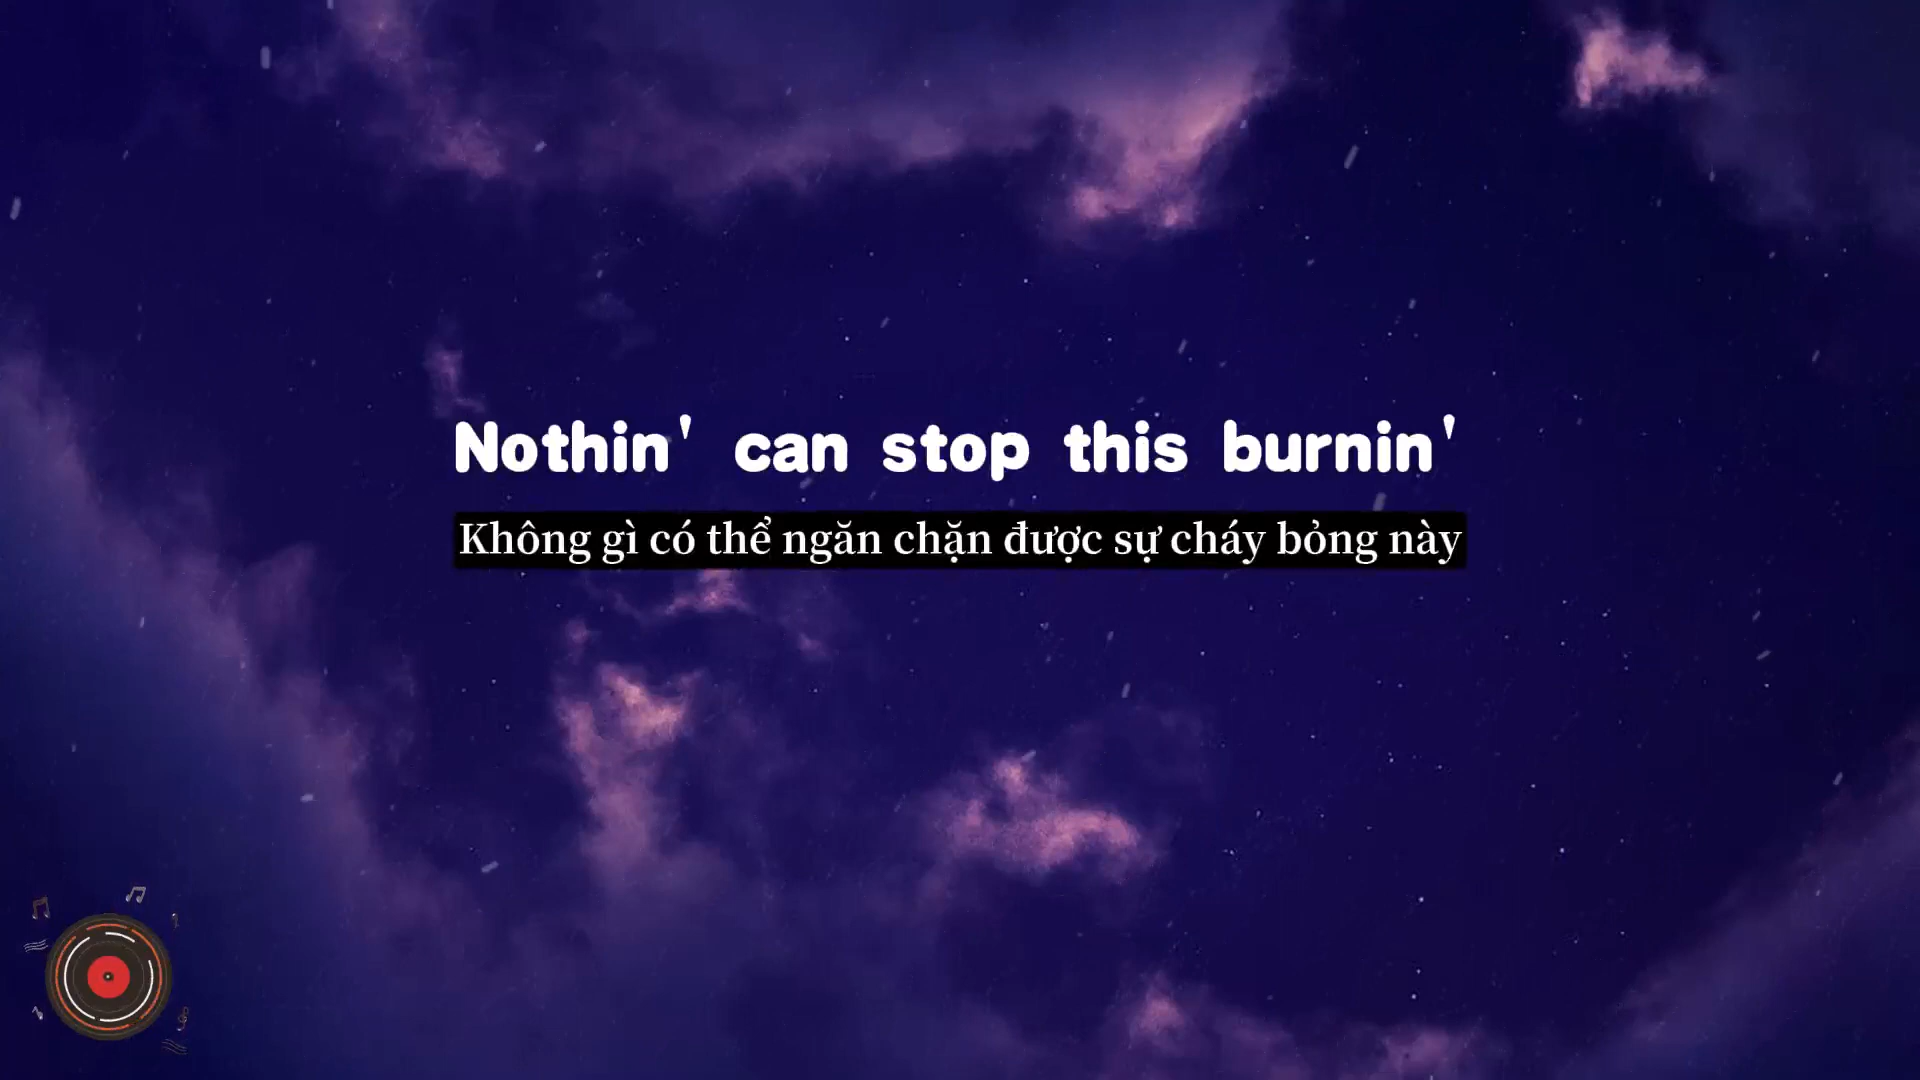 Nothin' can stop this burnin'
Không gì có thể ngăn chặn được sự cháy bỏng này